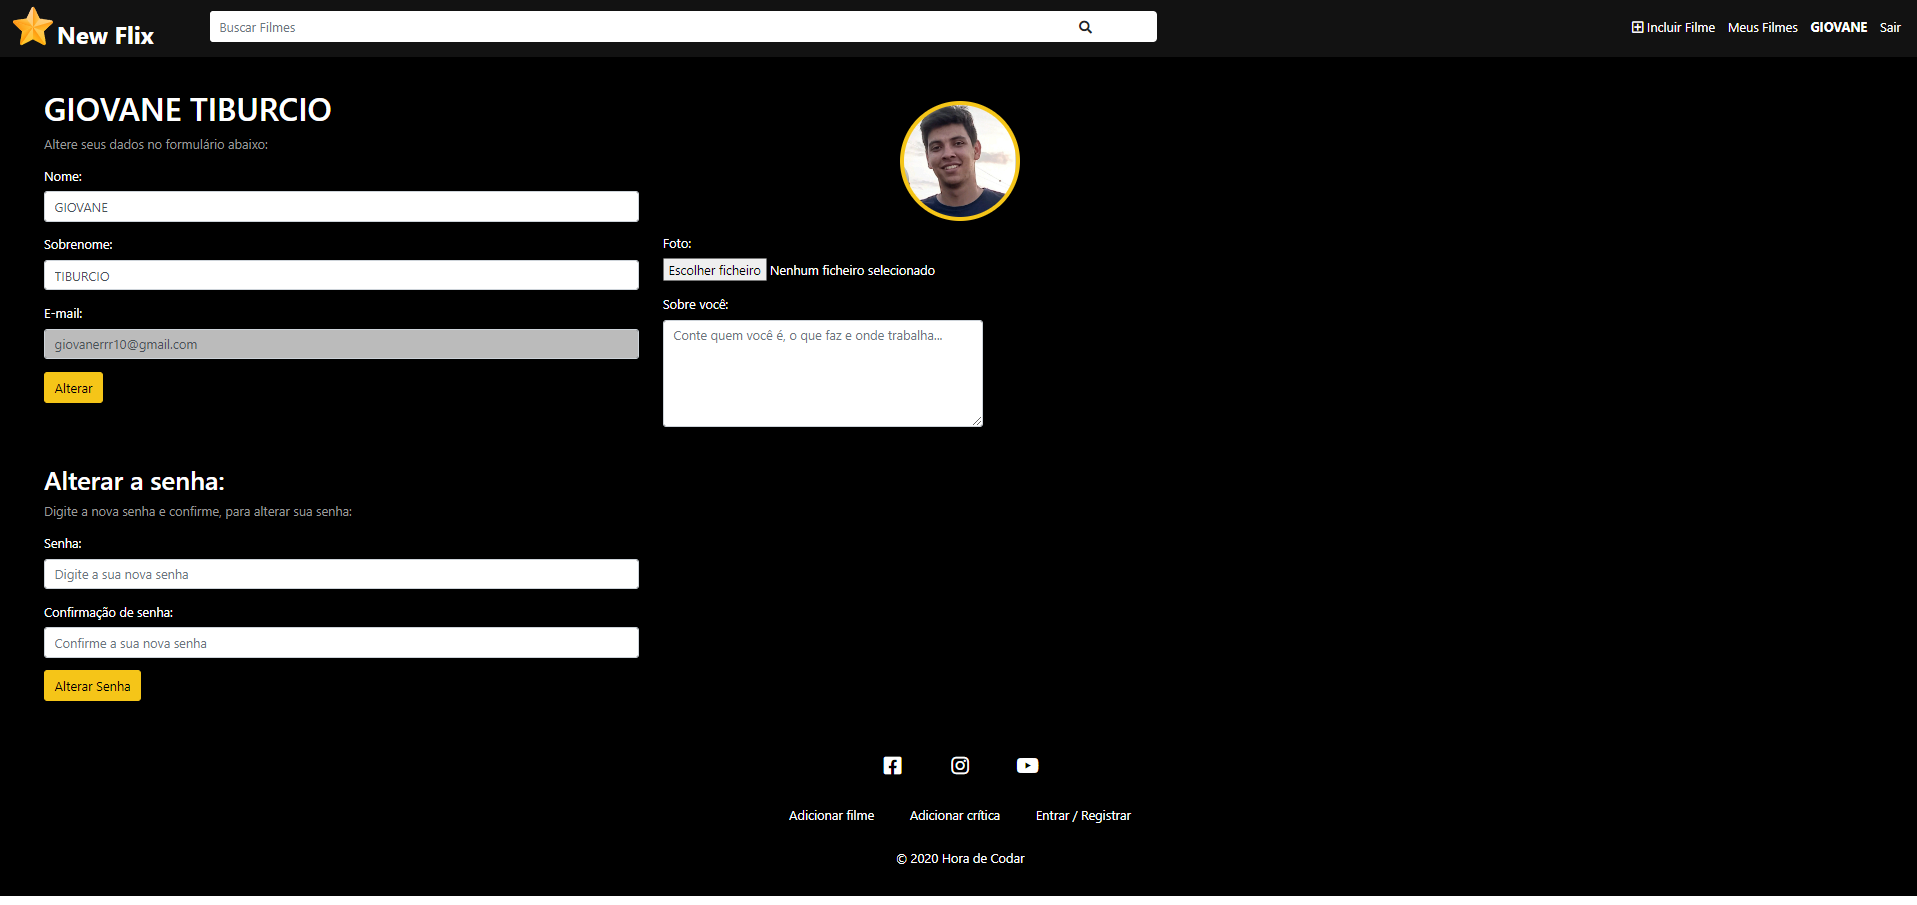 New Flix
Buscar Filmes
Incluir Filme
Meus Filmes
GIOVANE
Sair
GIOVANE TIBURCIO
Altere seus dados no formulário abaixo:
Nome:
GIOVANE
Sobrenome:
TIBURCIO
E-mail:
giovanerrr10@gmail.com
Alterar
Foto:
Escolher ficheiro Nenhum ficheiro selecionado
Sobre você:
Conte quem você é, o que faz e onde trabalha...
Alterar a senha:
Digite a nova senha e confirme, para alterar sua senha:
Senha:
Digite a sua nova senha
Confirmação de senha:
Confirme a sua nova senha
Alterar Senha
Adicionar filme
Adicionar crítica
Entrar / Registrar
© 2020 Hora de Codar